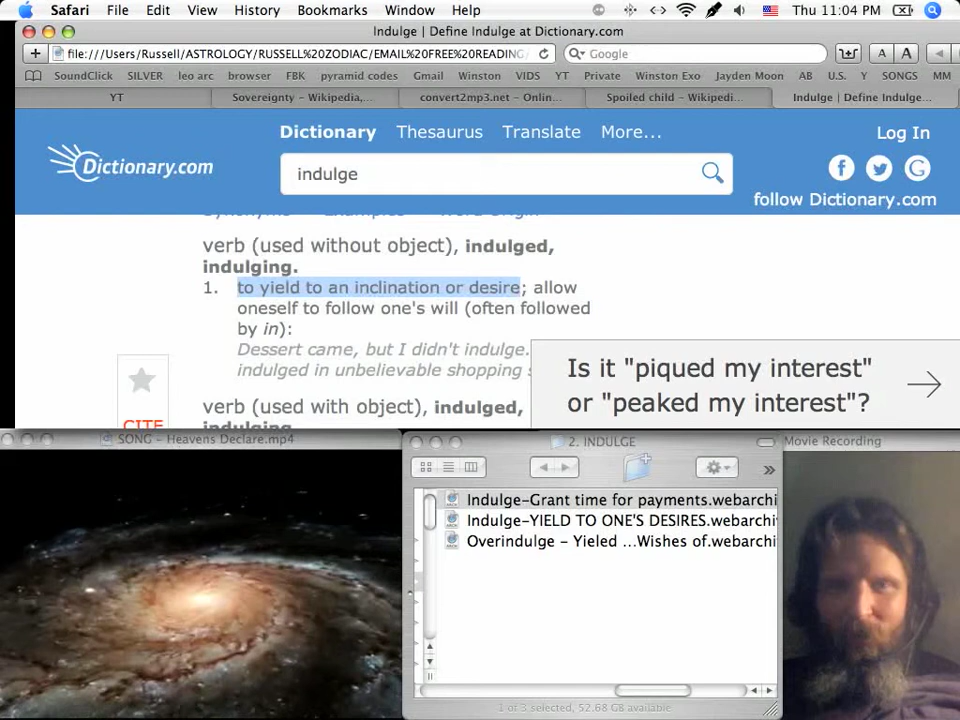 Safari File Edit View History Bookmarks Window Help Thu 11:04 PM
Indulge | Define Indulge at Dictionary.com
file:///Users/Russell/ASTROLOGY/RUSSELL%20ZODIAC/EMAIL%20FREE%20READING/ Google A A
SoundClick SILVER leo arc browser FBK pyramid codes Gmail Winston VIDS YT Private Winston Exo Jayden Moon AB U.S. Y SONGS MM
YT Sovereignty – Wikipedia,... convert2mp3.net – Onlin... Spoiled child – Wikipedi... Indulge | Define Indulge...
Dictionary Thesaurus Translate More... Log In
Dictionary.com
indulge
follow Dictionary.com
Synonyms Examples Word Origin
verb (used without object), indulged,
indulging.
1. to yield to an inclination or desire; allow
oneself to follow one's will (often followed
by in):
Dessert came, but I didn't indulge.
indulged in unbelievable shopping
verb (used with object), indulged,
indulging.
CITE
Is it "piqued my interest"
or "peaked my interest"?
SONG – Heavens Declare.mp4
2. INDULGE
Indulge-Grant time for payments.webarchi
Indulge-YIELD TO ONE'S DESIRES.webarchi
Overindulge – Yielded ...Wishes of.webarchi
1 of 3 selected, 52.68 GB available
Movie Recording